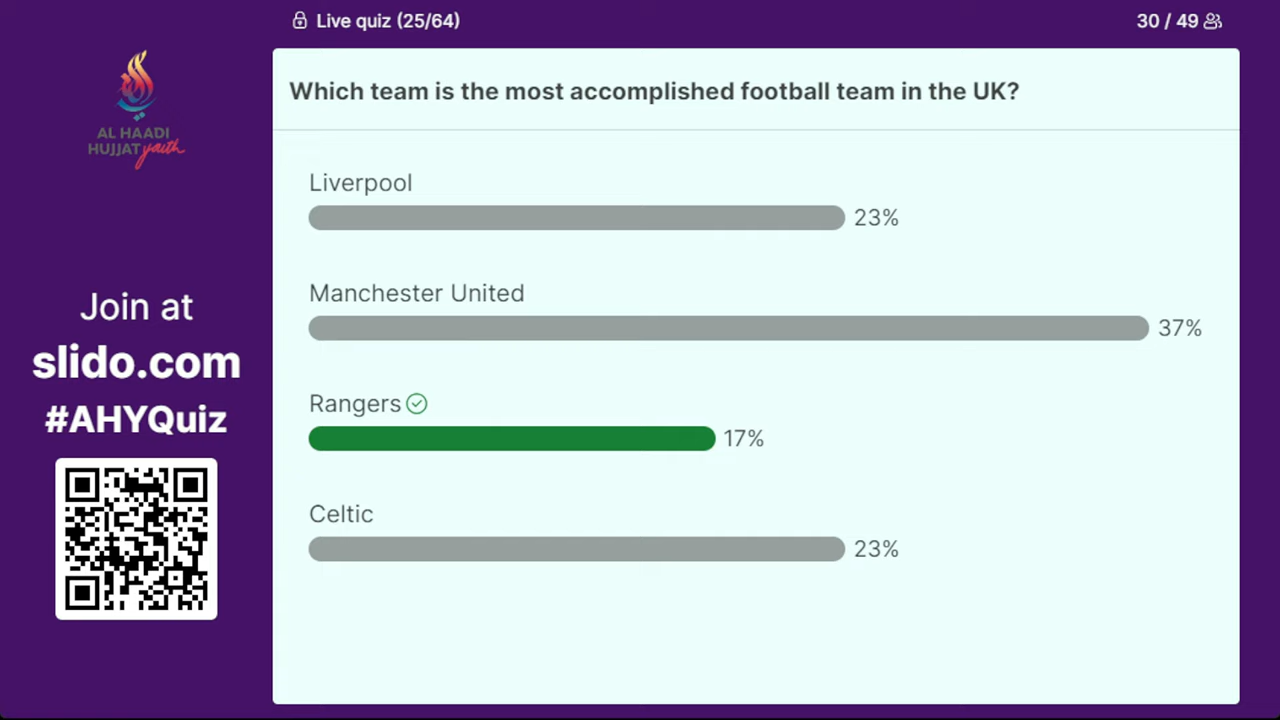 Live quiz (25/64)
30 / 49
AL HAADI
HUJJAT youth
Join at
slido.com
#AHYQuiz
Which team is the most accomplished football team in the UK?
Liverpool
23%
Manchester United
37%
Rangers
17%
Celtic
23%